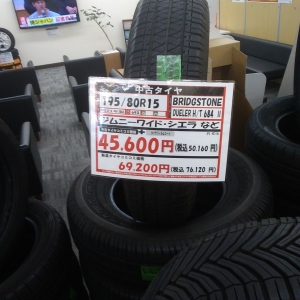 中古タイヤ
195/80R15
BRIDGSTONE
DUELER H/T 684 II
ジムニーワイド・シエラ など
45,600円(税込 50,160 円)
69,200円(税込 76,120 円)